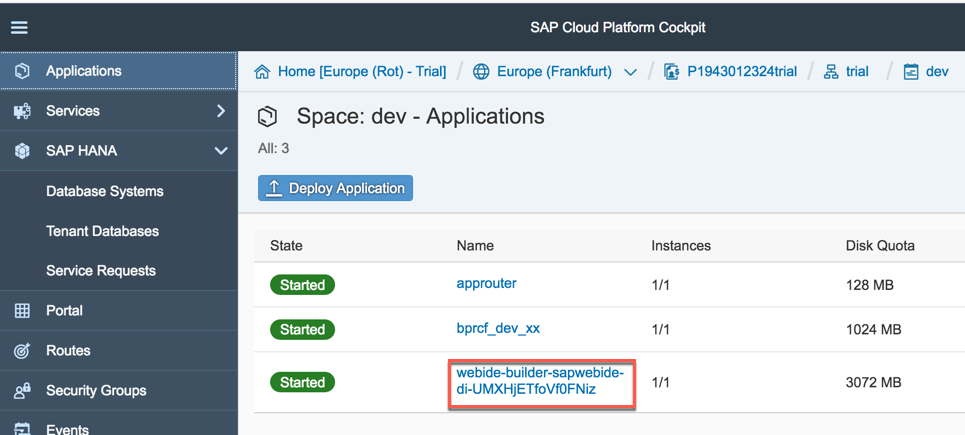 SAP Cloud Platform Cockpit
Applications
Services
SAP HANA
Database Systems
Tenant Databases
Service Requests
Portal
Routes
Security Groups
Events
Home [Europe (Rot) - Trial] / Europe (Frankfurt) / P1943012324trial / trial / dev
Space: dev - Applications
All: 3
Deploy Application
State Name Instances Disk Quota
Started approuter 1/1 128 MB
Started bprcf_dev_xx 1/1 1024 MB
Started webide-builder-sapwebide- 1/1 3072 MB
di-UMXHjETfoVf0FNiz